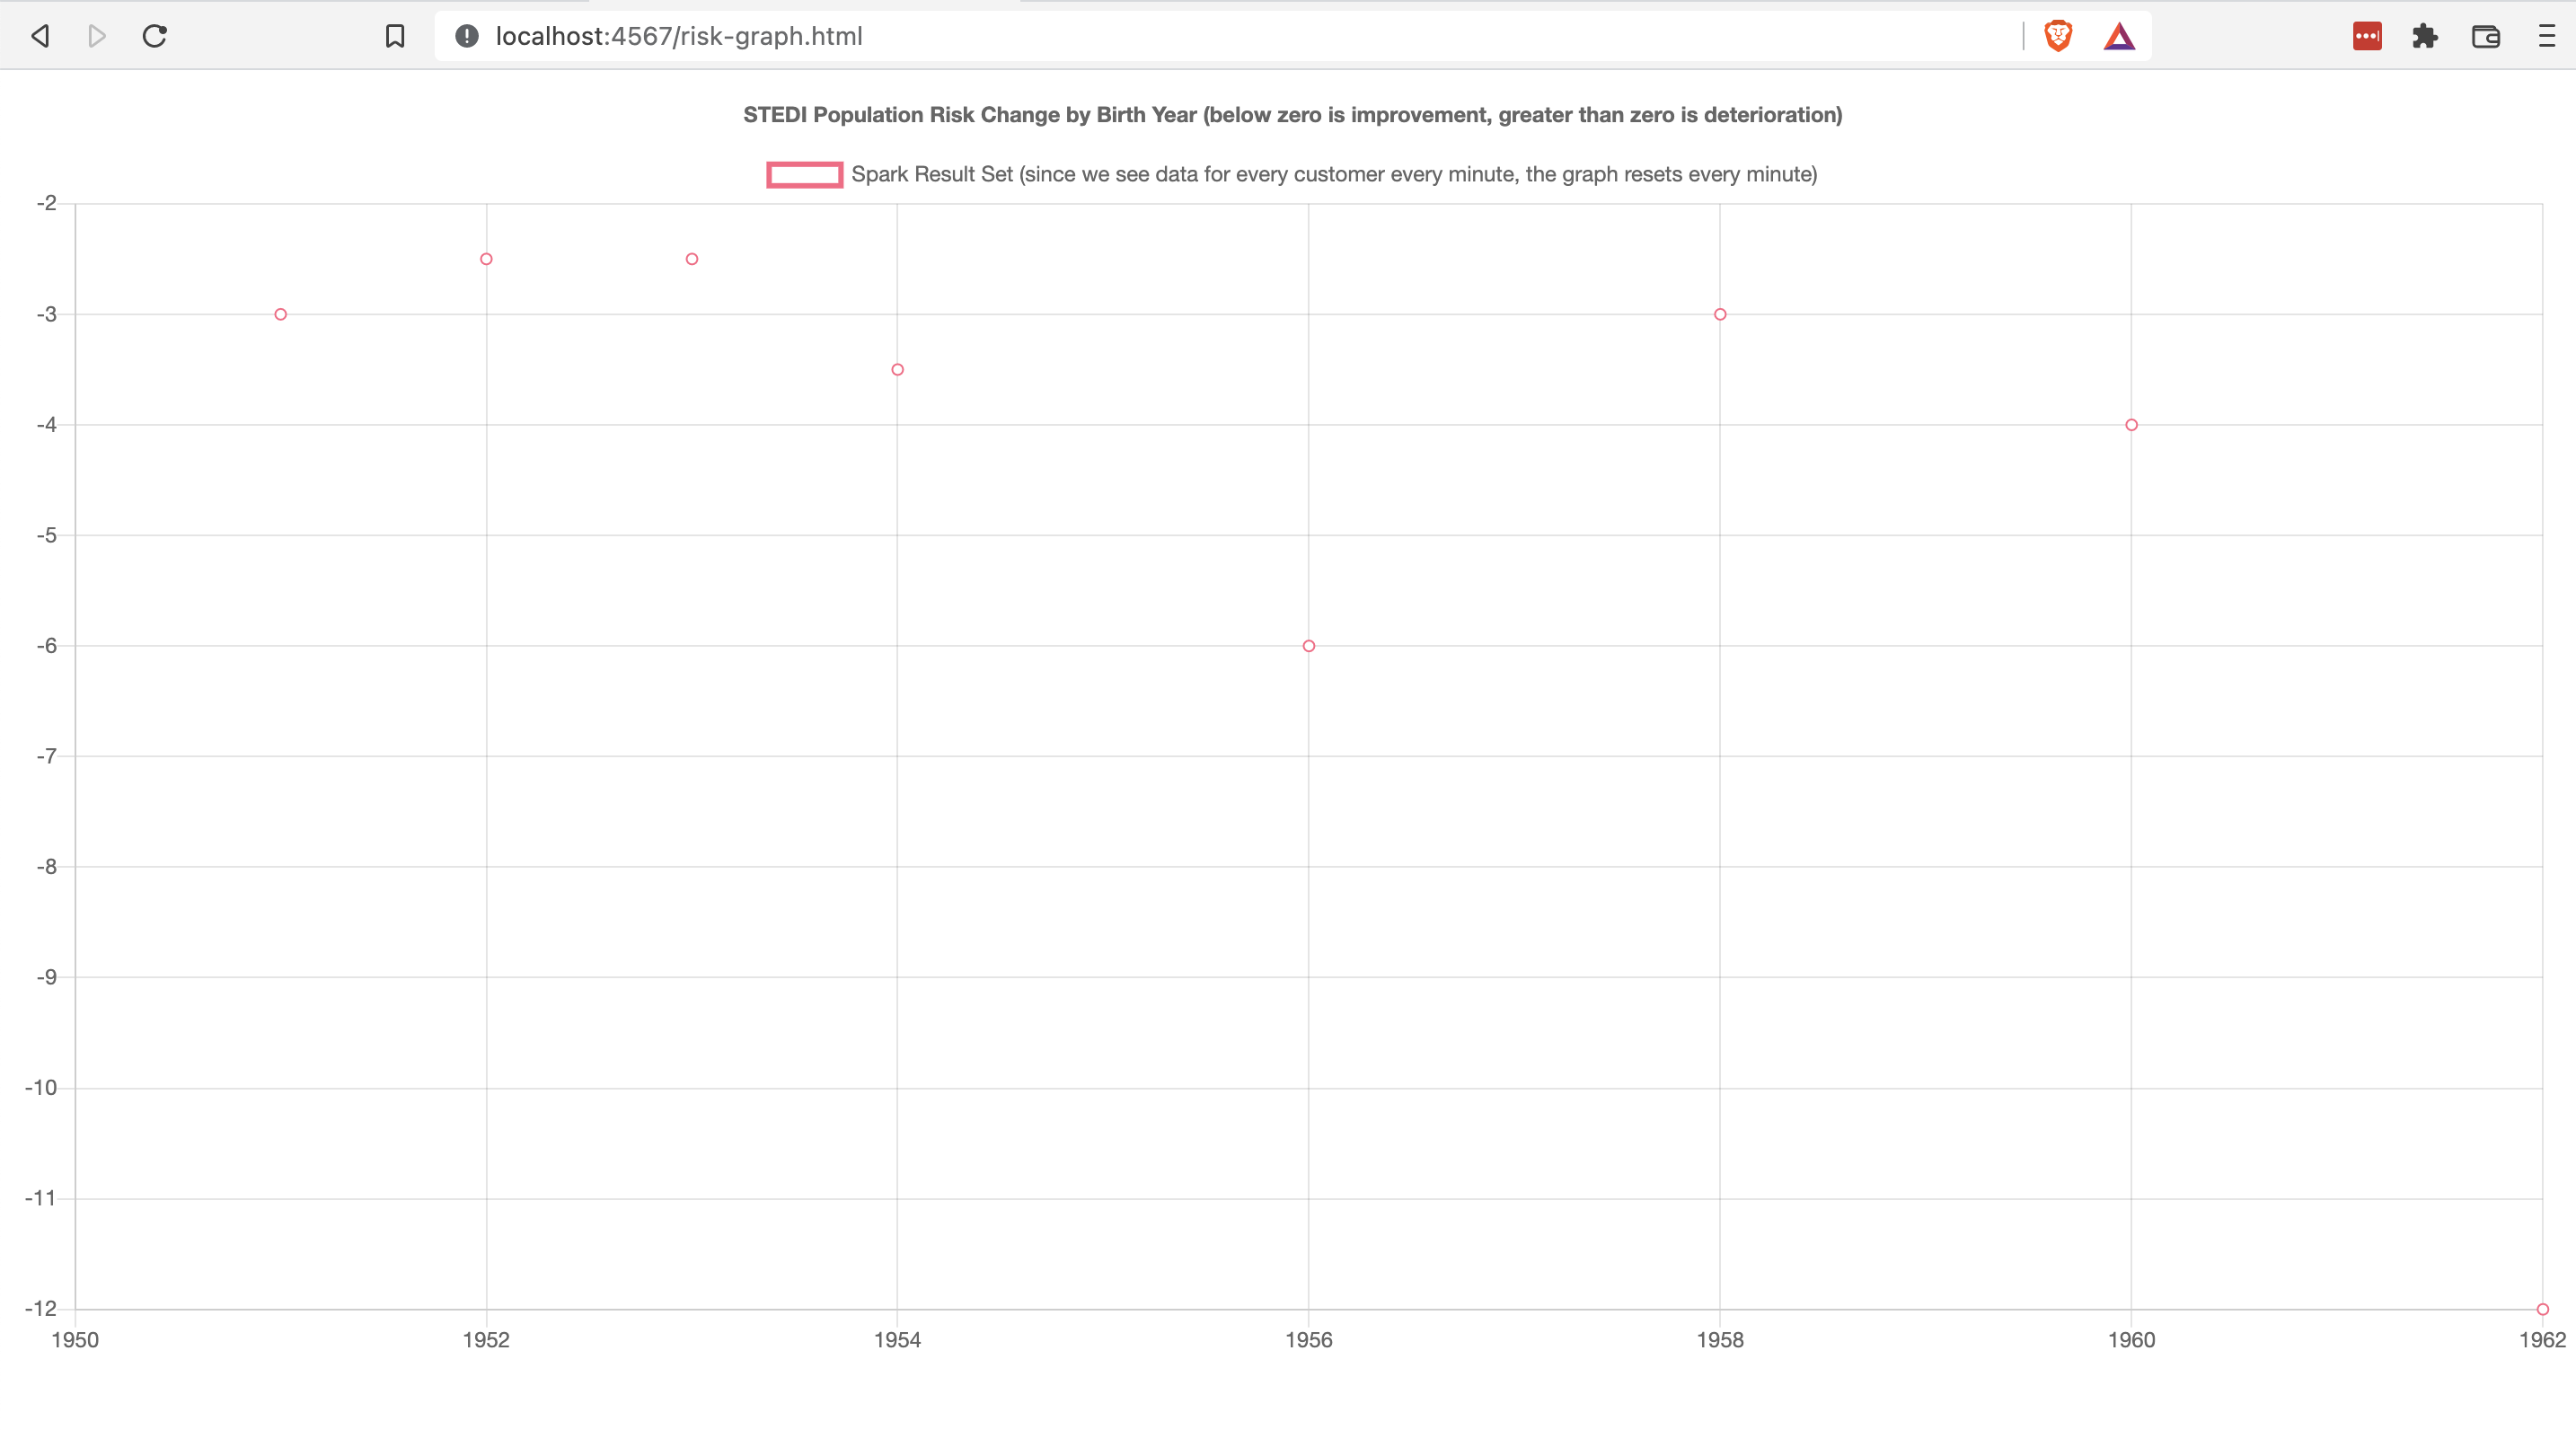 localhost:4567/risk-graph.html
STEDI Population Risk Change by Birth Year (below zero is improvement, greater than zero is deterioration)
Spark Result Set (since we see data for every customer every minute, the graph resets every minute)
-2
-3
-4
-5
-6
-7
-8
-9
-10
-11
-12
1950 1952 1954 1956 1958 1960 1962